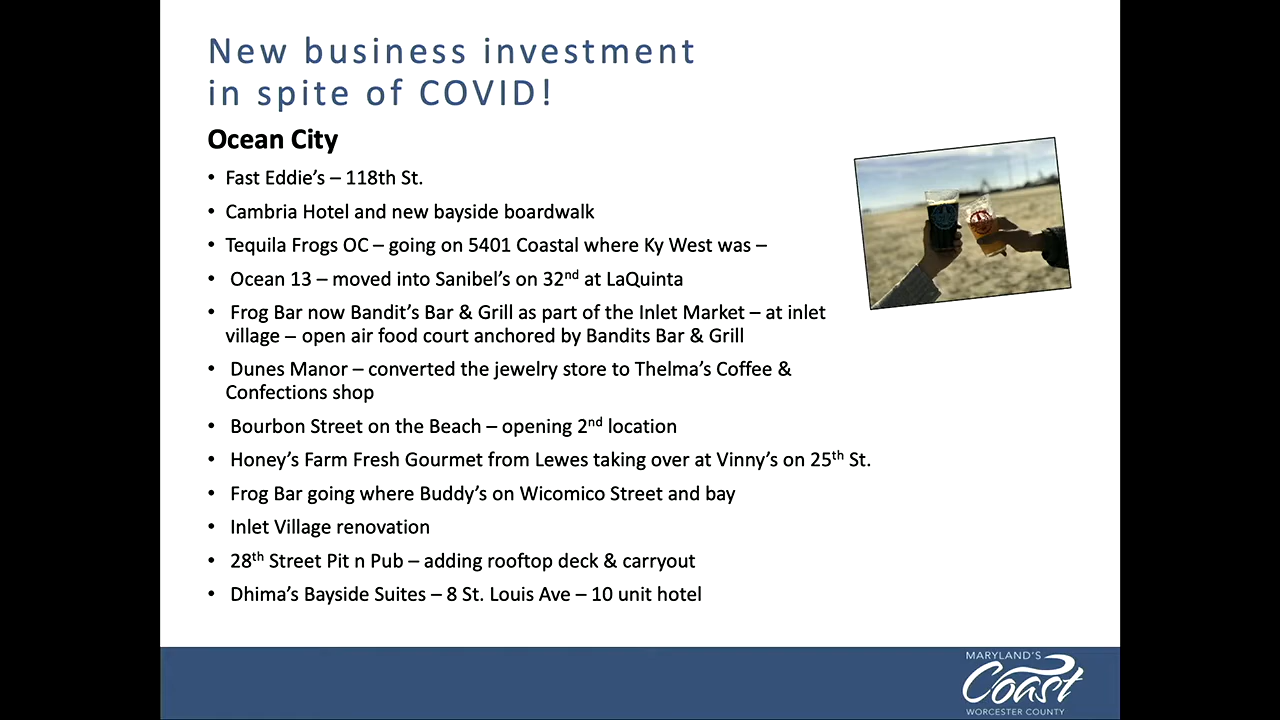 New business investment
in spite of COVID!
Ocean City
• Fast Eddie’s – 118th St.
• Cambria Hotel and new bayside boardwalk
• Tequila Frogs OC – going on 5401 Coastal where Ky West was –
• Ocean 13 – moved into Sanibel’s on 32nd at LaQuinta
• Frog Bar now Bandit’s Bar & Grill as part of the Inlet Market – at inlet
village – open air food court anchored by Bandits Bar & Grill
• Dunes Manor – converted the jewelry store to Thelma’s Coffee &
Confections shop
• Bourbon Street on the Beach – opening 2nd location
• Honey’s Farm Fresh Gourmet from Lewes taking over at Vinny’s on 25th St.
• Frog Bar going where Buddy’s on Wicomico Street and bay
• Inlet Village renovation
• 28th Street Pit n Pub – adding rooftop deck & carryout
• Dhima’s Bayside Suites – 8 St. Louis Ave – 10 unit hotel
MARYLAND’S
Coast
WORCESTER COUNTY